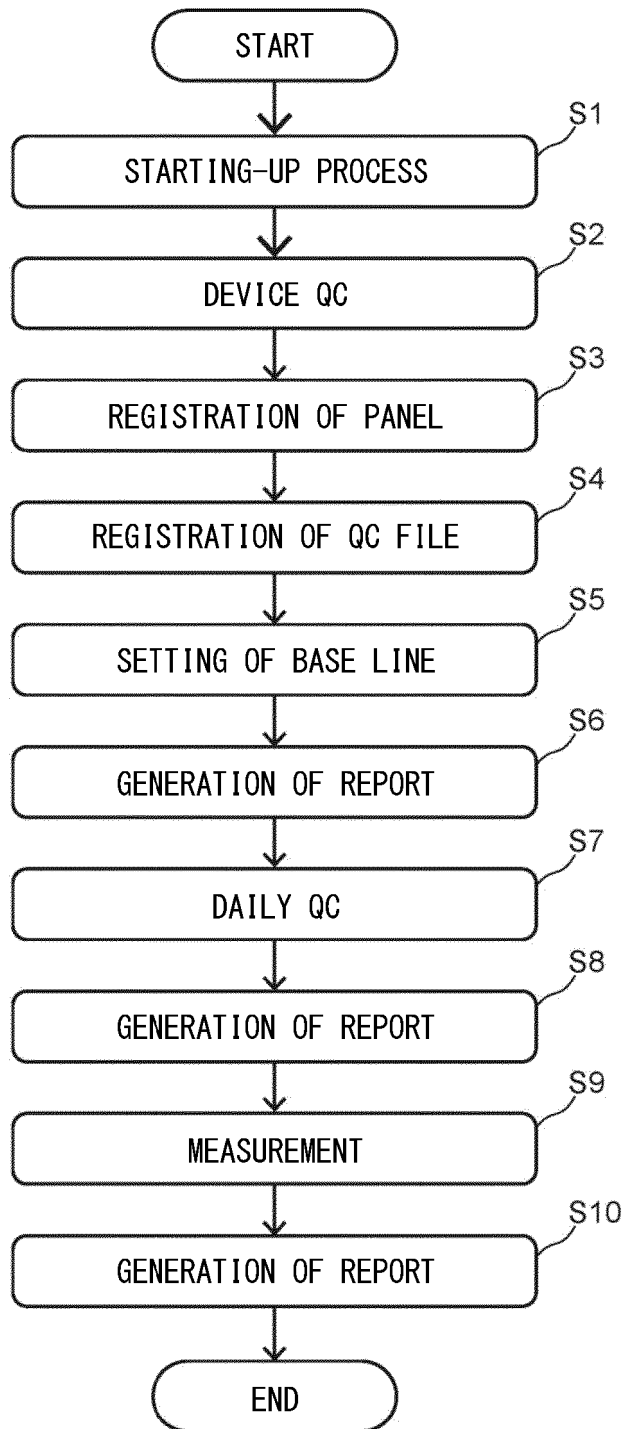 START
S1
STARTING-UP PROCESS
S2
DEVICE QC
S3
REGISTRATION OF PANEL
S4
REGISTRATION OF QC FILE
S5
SETTING OF BASE LINE
S6
GENERATION OF REPORT
S7
DAILY QC
S8
GENERATION OF REPORT
S9
MEASUREMENT
S10
GENERATION OF REPORT
END